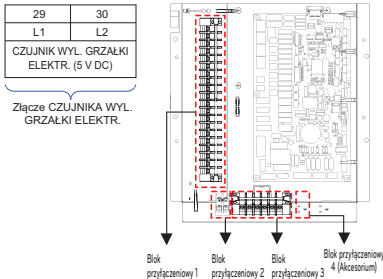 29 30
L1 L2
CZUJNIK WYL. GRZAŁKI
ELEKTR. (5 V DC)
Złącze CZUJNIKA WYL.
GRZAŁKI ELEKTR.
Blok
przyłączeniowy 1
Blok
przyłączeniowy 2
Blok
przyłączeniowy 3
Blok przyłączeniowy
4 (Akcesorium)